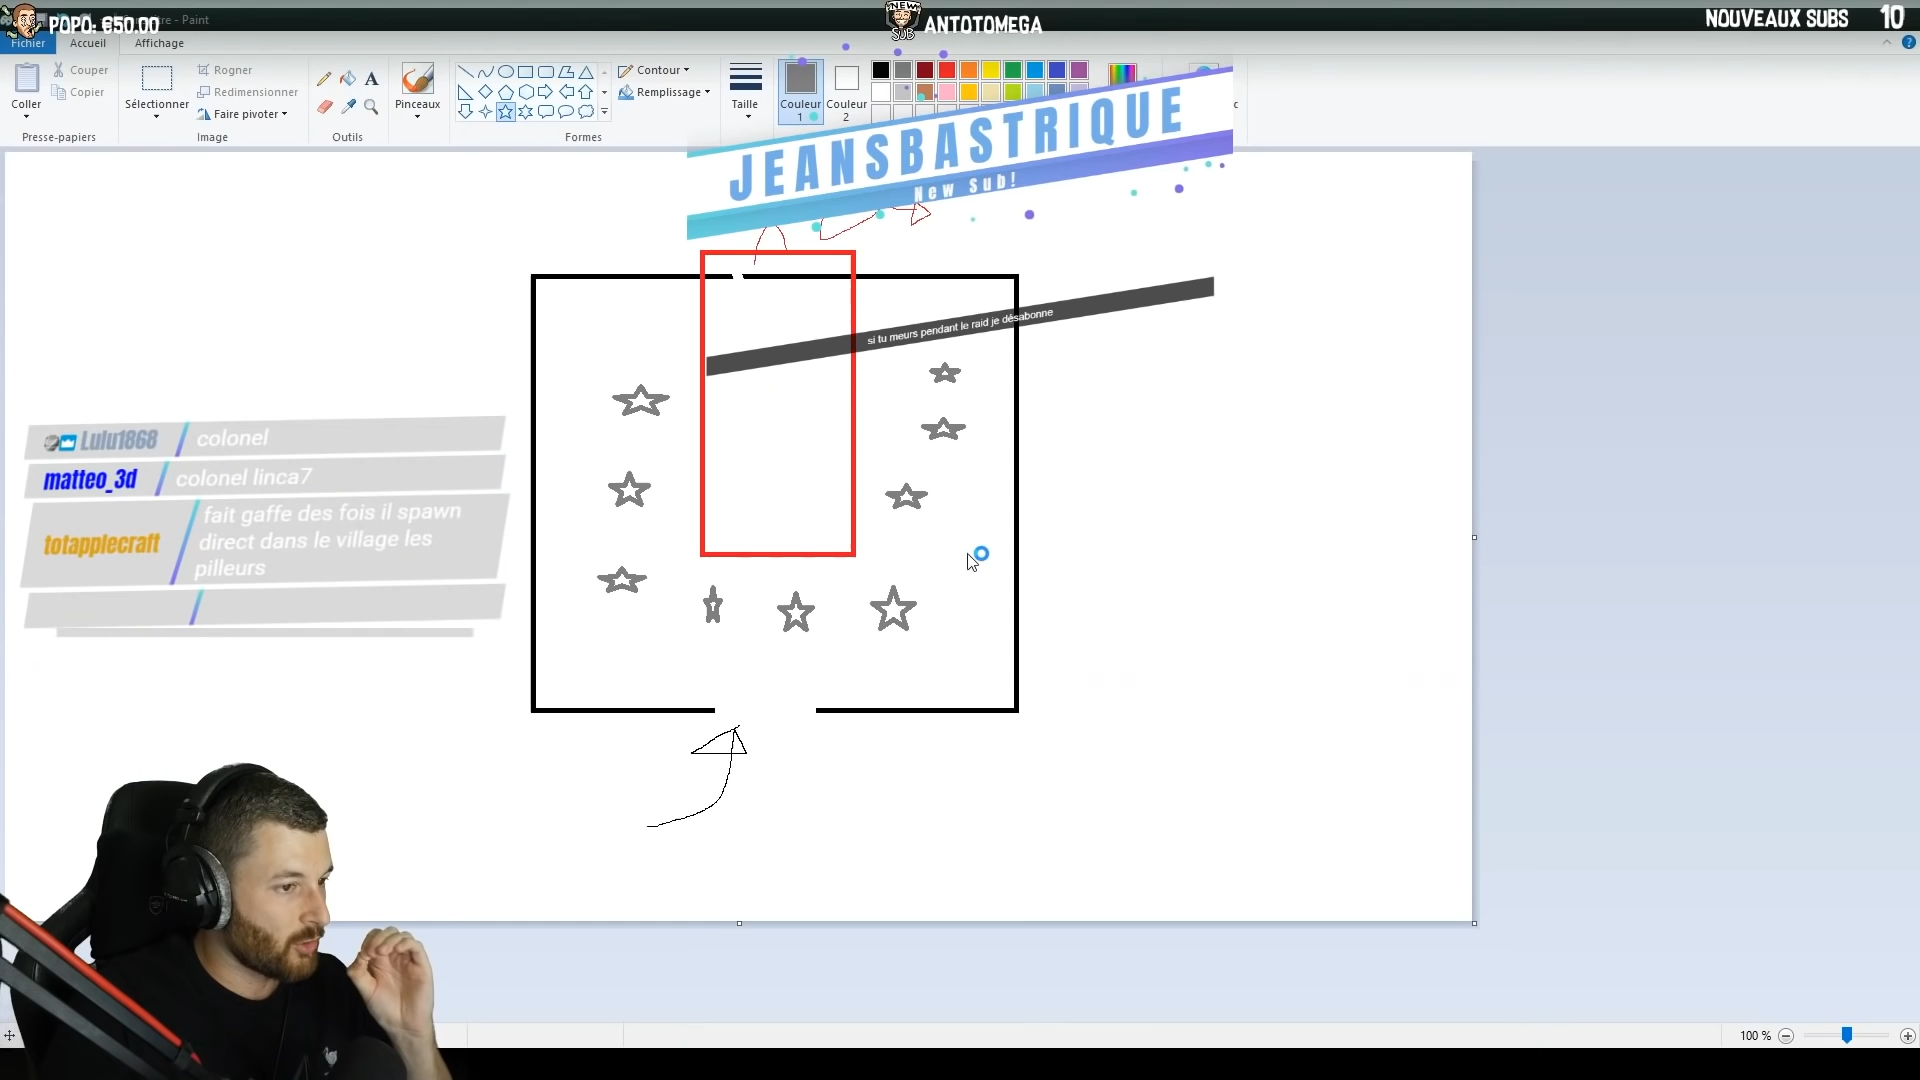 POPO: €50.00
- Paint
ANTOTOMEGA
NOUVEAUX SUBS 10
Fichier
Accueil
Affichage
Coller
Couper
Copier
Presse-papiers
Sélectionner
Rogner
Redimensionner
Faire pivoter
Image
Outils
Pinceaux
Formes
Contour
Remplissage
Taille
Couleur
1
Couleur
2
JEANSBASTRIQUE
New Sub!
si tu meurs pendant le raid je désabonne
Lulu1868 colonel
matteo_3d colonel linca7
totapplecraft fait gaffe des fois il spawn
direct dans le village les
pilleurs
100 %